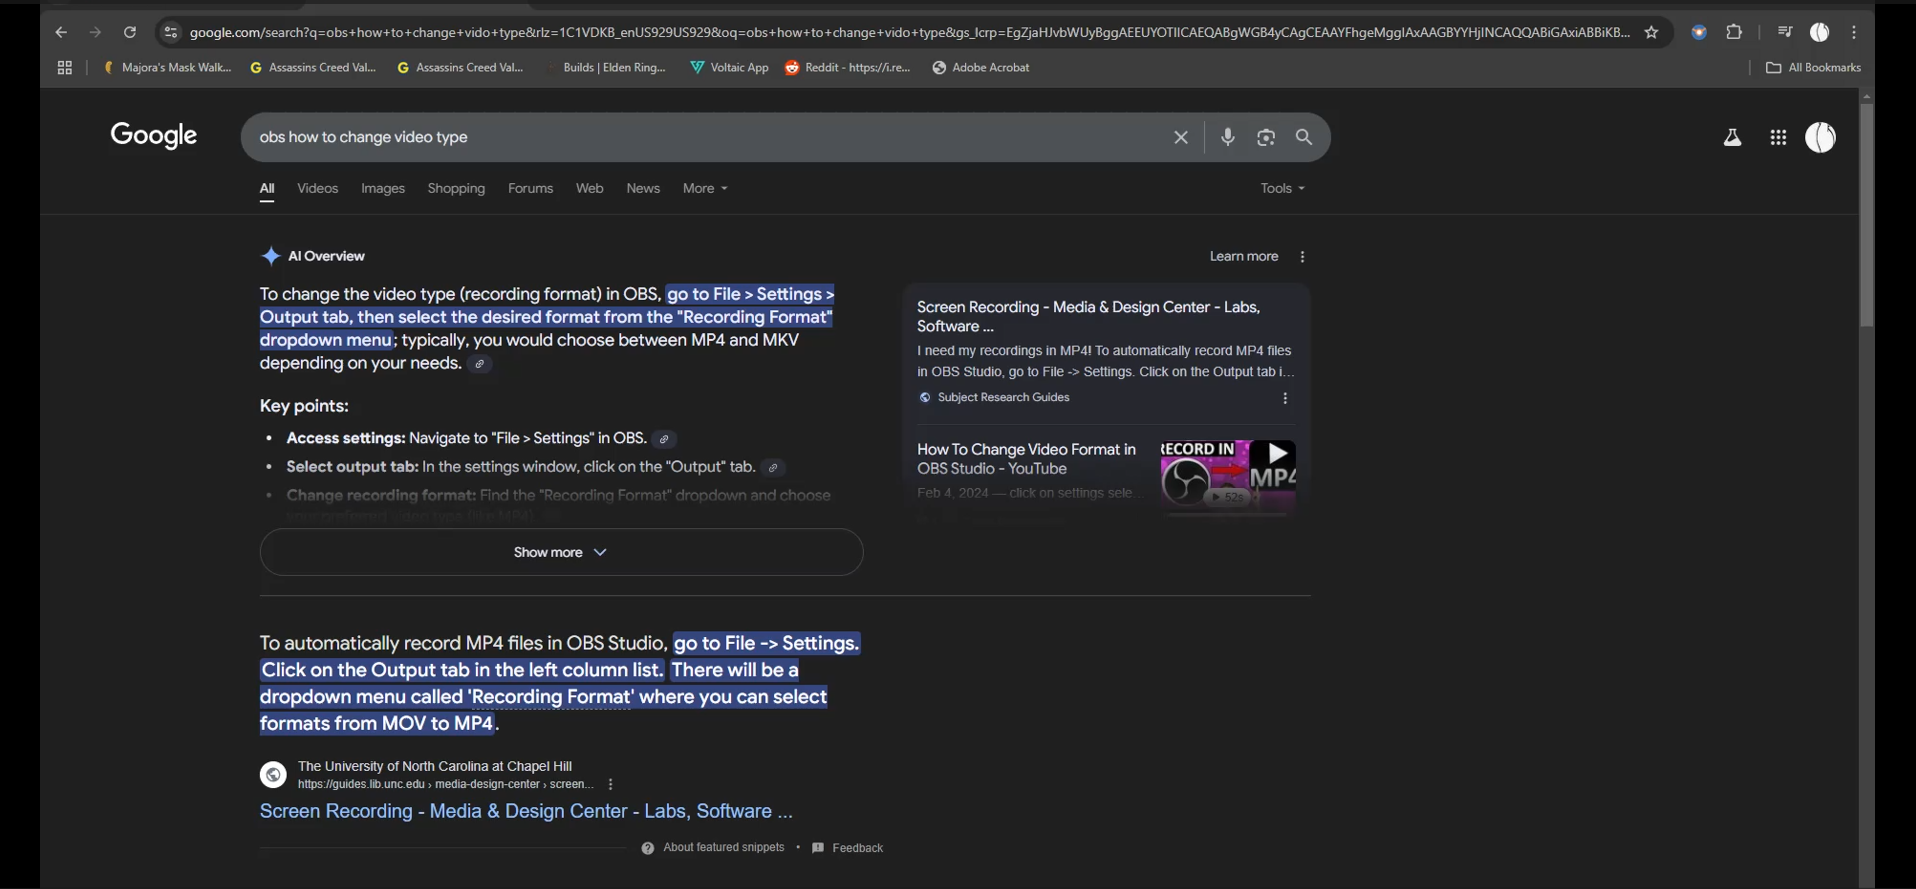 google.com/search?q=obs+how+to+change+vido+type&rlz=1C1VDKB_enUS929US929&oq=obs+how+to+change+vido+type&gs_lcrp=EgZjaHJvbWUyBggAEEUYOTIICAEQABgWGB4yCAgCEAAYFhgeMggIAxAAGBYYHjINCAQQABiGAxiABBiKB...
Majora's Mask Walk...
Assassins Creed Val...
Assassins Creed Val...
Builds | Elden Ring...
Voltaic App
Reddit - https://i.re...
Adobe Acrobat
All Bookmarks
Google
obs how to change video type
All
Videos
Images
Shopping
Forums
Web
News
More
Tools
AI Overview
Learn more
To change the video type (recording format) in OBS, go to File > Settings >
Output tab, then select the desired format from the "Recording Format"
dropdown menu; typically, you would choose between MP4 and MKV
depending on your needs.
Key points:
• Access settings: Navigate to "File > Settings" in OBS.
• Select output tab: In the settings window, click on the "Output" tab.
• Change recording format: Find the "Recording Format" dropdown and choose
Show more
Screen Recording - Media & Design Center - Labs,
Software ...
I need my recordings in MP4! To automatically record MP4 files
in OBS Studio, go to File -> Settings. Click on the Output tab i...
Subject Research Guides
How To Change Video Format in
OBS Studio - YouTube
Feb 4, 2024 — click on settings sele...
RECORD IN
MP4
52s
To automatically record MP4 files in OBS Studio, go to File -> Settings.
Click on the Output tab in the left column list. There will be a
dropdown menu called 'Recording Format' where you can select
formats from MOV to MP4.
The University of North Carolina at Chapel Hill
https://guides.lib.unc.edu › media-design-center › screen...
Screen Recording - Media & Design Center - Labs, Software ...
About featured snippets
•
Feedback